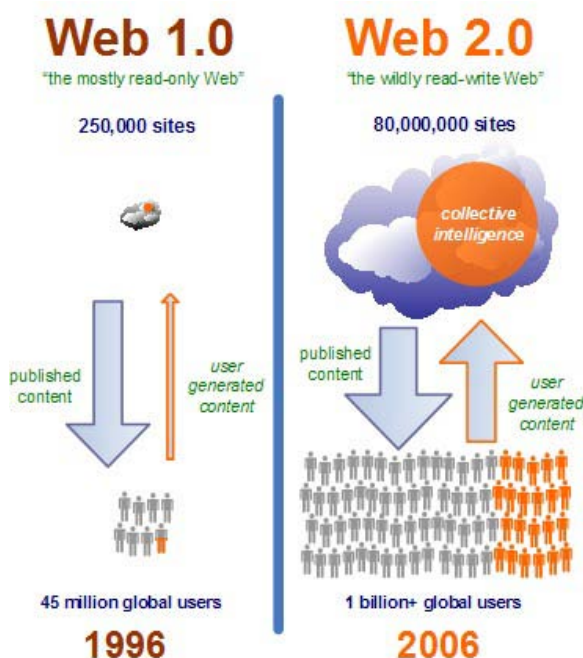 Web 1.0
"the mostly read-only Web"
250,000 sites
published
content
user
generated
content
45 million global users
1996
Web 2.0
"the wildly read-write Web"
80,000,000 sites
collective
intelligence
published
content
user
generated
content
1 billion+ global users
2006